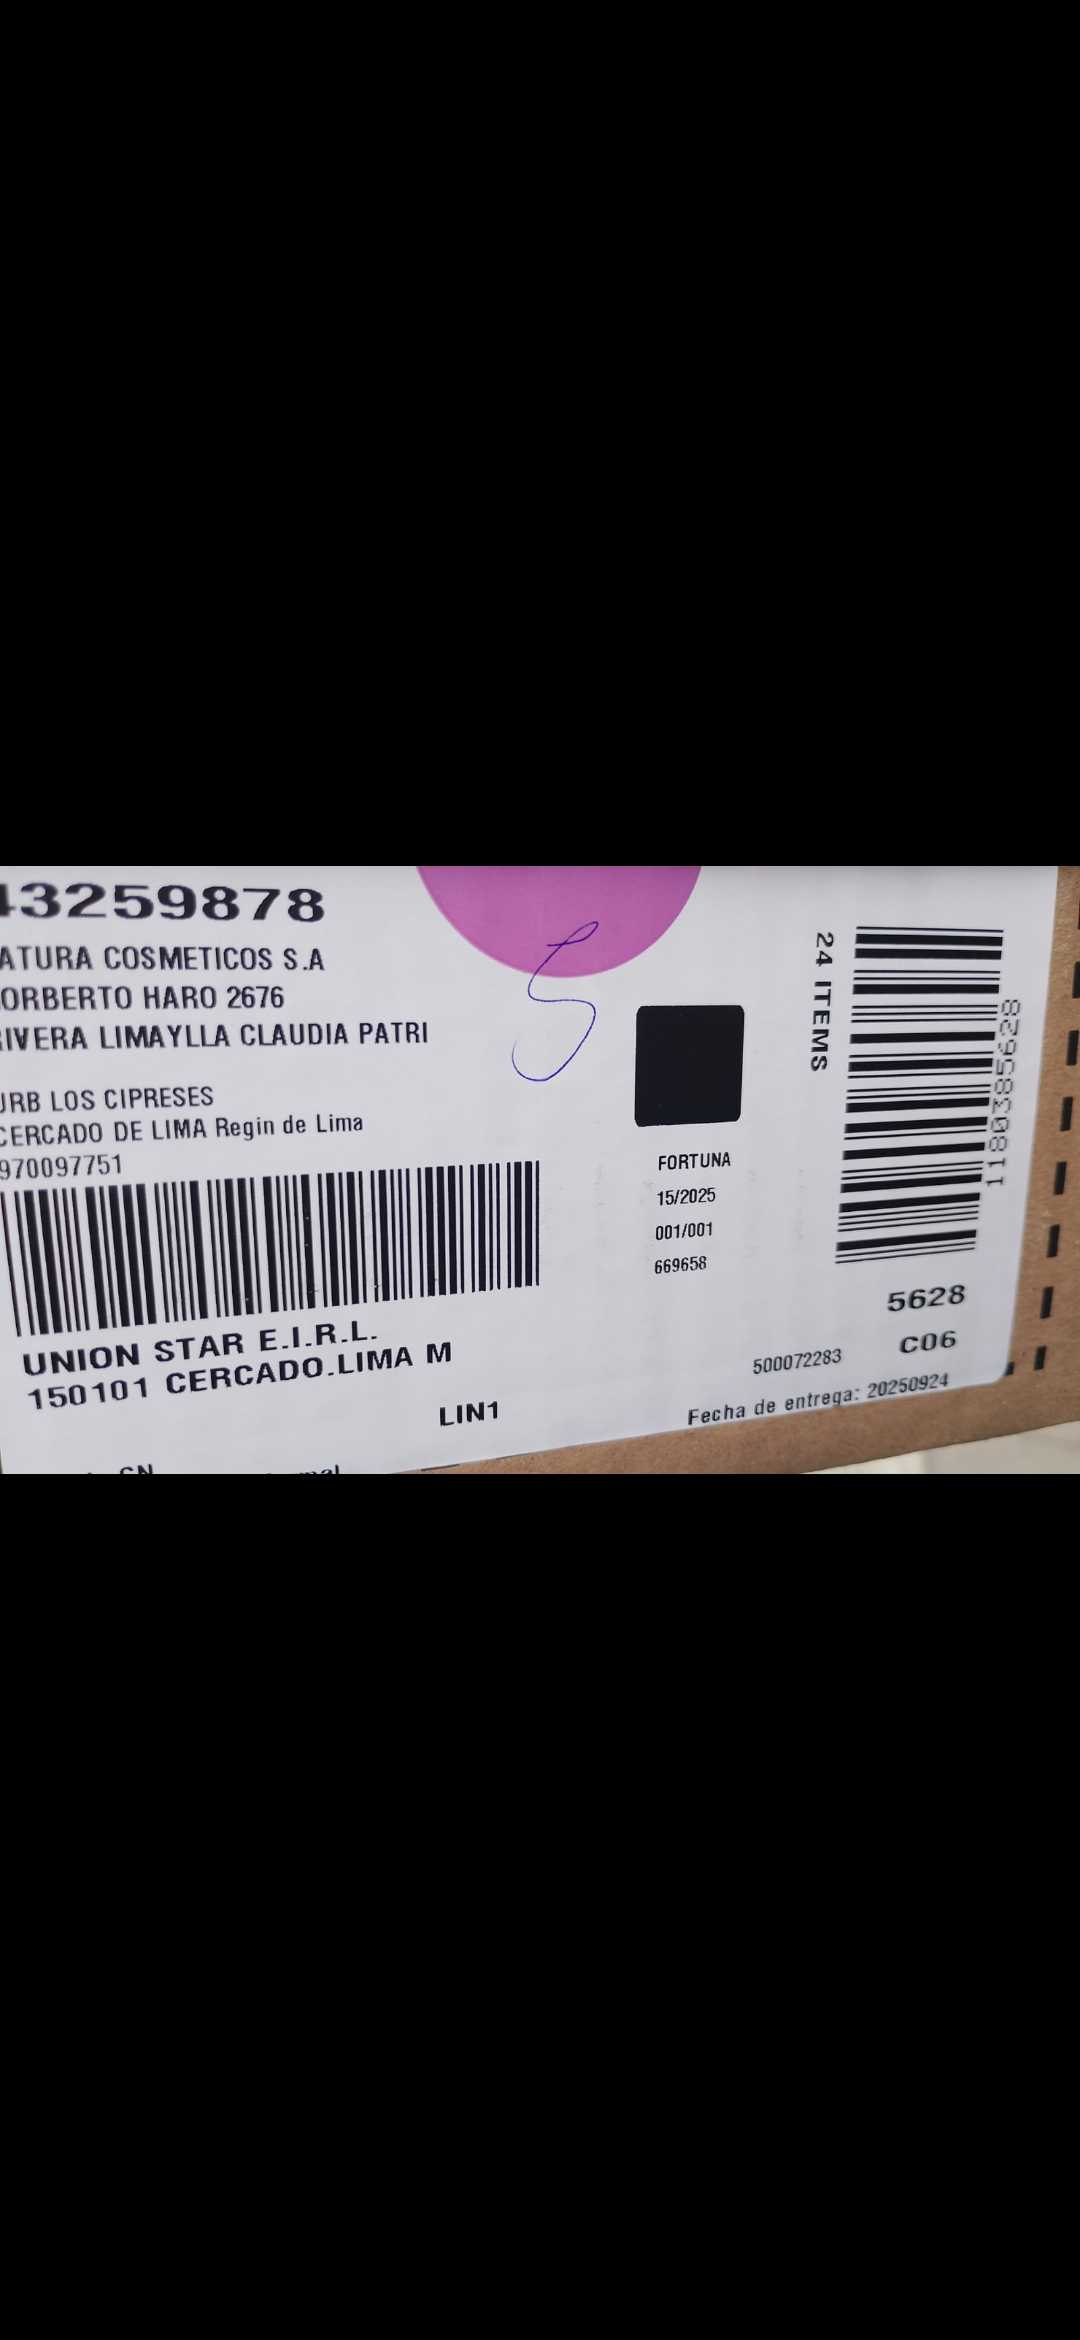 43259878
ATURA COSMETICOS S.A
ORBERTO HARO 2676
RIVERA LIMAYLLA CLAUDIA PATRI
URB LOS CIPRESES
CERCADO DE LIMA Regin de Lima
970097751
UNION STAR E.I.R.L.
150101 CERCADO.LIMA M
LIN1
5
FORTUNA
15/2025
001/001
669658
24 ITEMS
1180385628
5628
C06
500072283
Fecha de entrega: 20250924